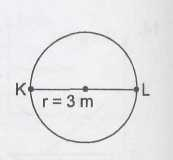 K L
r = 3 m